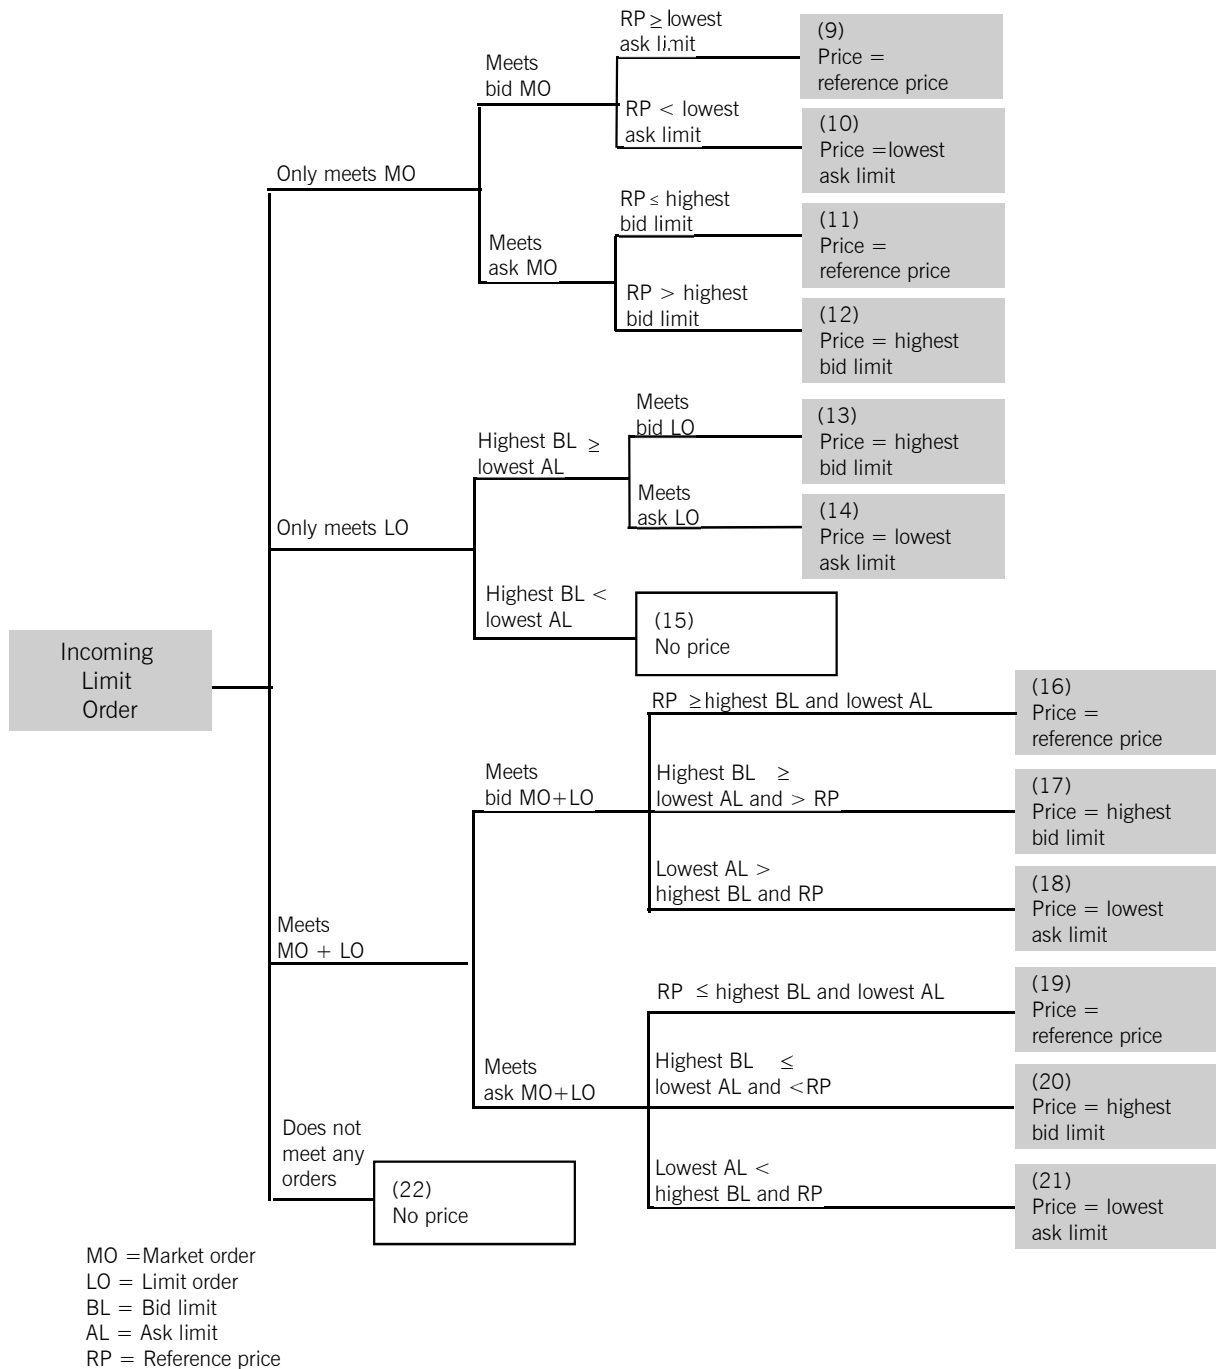 RP ≥ lowest
ask limit
(9)
Price =
reference price
Meets
bid MO
RP < lowest
ask limit
(10)
Price =lowest
ask limit
Only meets MO
RP ≤ highest
bid limit
(11)
Price =
reference price
Meets
ask MO
RP > highest
bid limit
(12)
Price = highest
bid limit
Meets
bid LO
(13)
Price = highest
bid limit
Highest BL ≥
lowest AL
Meets
ask LO
(14)
Price = lowest
ask limit
Only meets LO
Highest BL <
lowest AL
(15)
No price
Incoming
Limit
Order
RP ≥highest BL and lowest AL
(16)
Price =
reference price
Meets
bid MO+LO
Highest BL ≥
lowest AL and > RP
(17)
Price = highest
bid limit
Lowest AL >
highest BL and RP
(18)
Price = lowest
ask limit
Meets
MO + LO
RP ≤ highest BL and lowest AL
(19)
Price =
reference price
Meets
ask MO+LO
Highest BL ≤
lowest AL and <RP
(20)
Price = highest
bid limit
Lowest AL <
highest BL and RP
(21)
Price = lowest
ask limit
Does not
meet any
orders
(22)
No price
MO =Market order
LO = Limit order
BL = Bid limit
AL = Ask limit
RP = Reference price